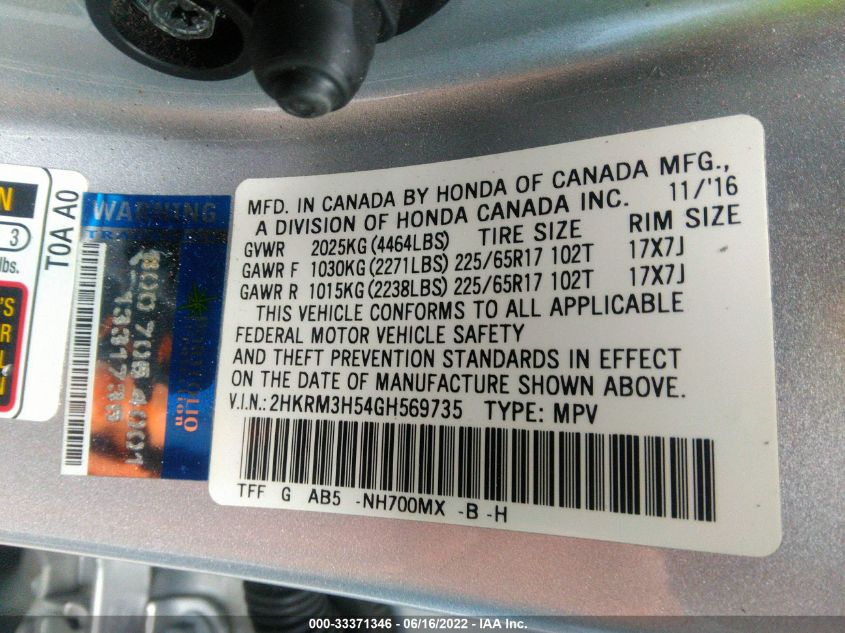 MFD. IN CANADA BY HONDA OF CANADA MFG.,
A DIVISION OF HONDA CANADA INC. 11/'16
GVWR 2025KG(4464LBS) TIRE SIZE RIM SIZE
GAWR F 1030KG(2271LBS) 225/65R17 102T 17X7J
GAWR R 1015KG(2238LBS) 225/65R17 102T 17X7J
THIS VEHICLE CONFORMS TO ALL APPLICABLE
FEDERAL MOTOR VEHICLE SAFETY
AND THEFT PREVENTION STANDARDS IN EFFECT
ON THE DATE OF MANUFACTURE SHOWN ABOVE.
V.I.N.:2HKRM3H54GH569735 TYPE: MPV
TFF G AB5 -NH700MX -B -H
WARNING
T0A A0
3
lbs.
000-33371346 / 06/16/2022 - IAA Inc.